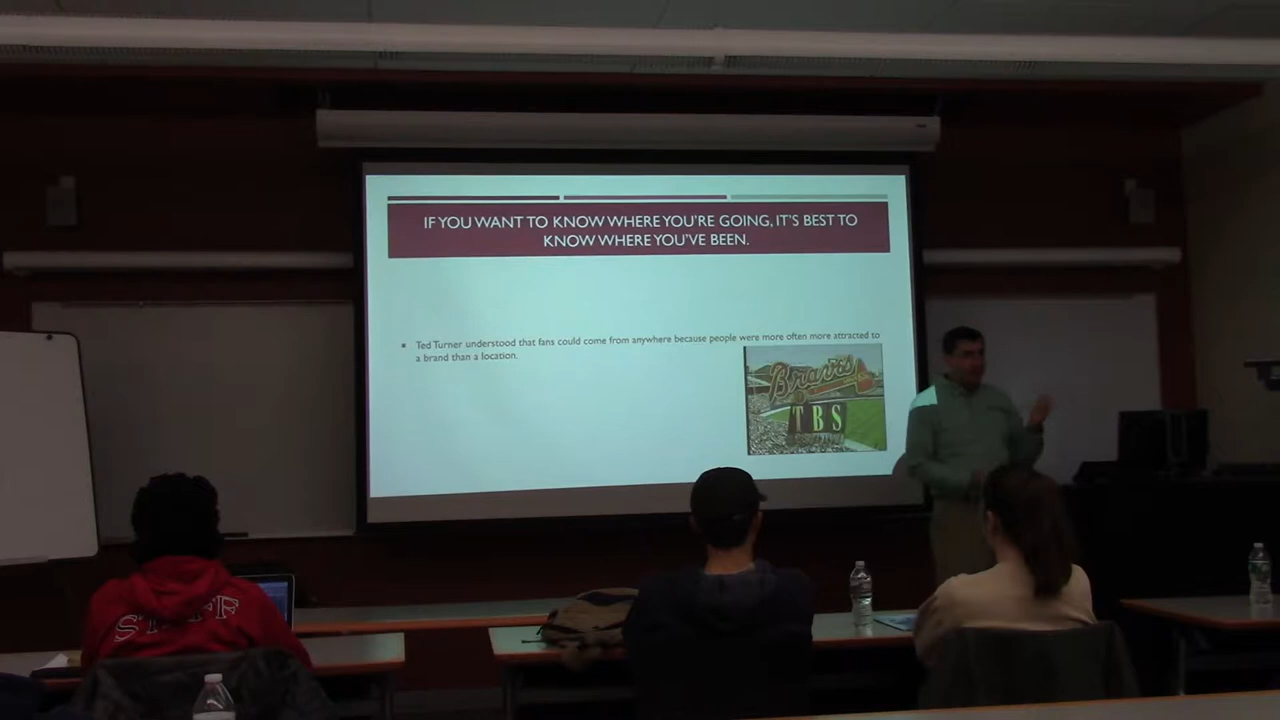 IF YOU WANT TO KNOW WHERE YOU'RE GOING, IT'S BEST TO
KNOW WHERE YOU'VE BEEN.
▪ Ted Turner understood that fans could come from anywhere because people were more often more attracted to
a brand than a location.
Braves
TBS
STAFF